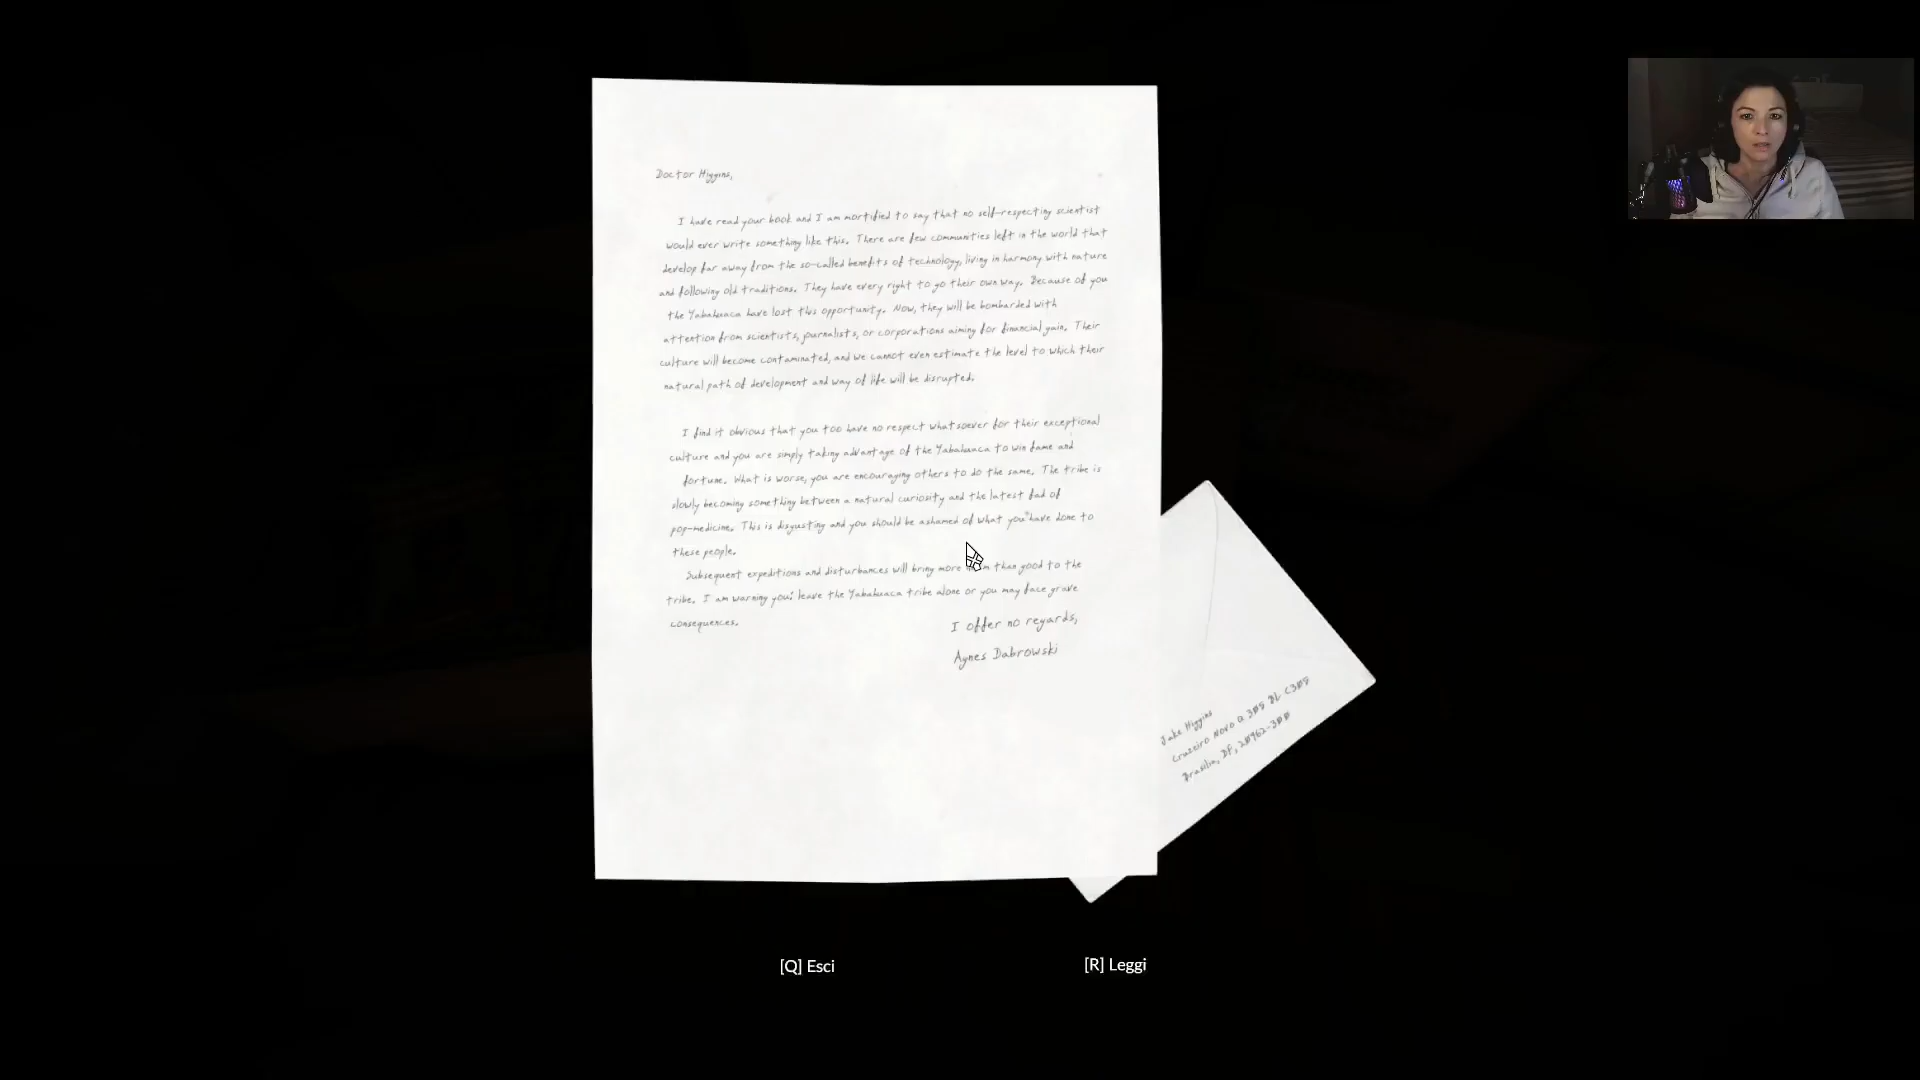 Doctor Higgins,
I have read your book and I am mortified to say that no self-respecting scientist
would ever write something like this. There are few communities left in the world that
develop far away from the so-called benefits of technology, living in harmony with nature
and following old traditions. They have every right to go their own way. Because of you
the Yabahuaca have lost this opportunity. Now, they will be bombarded with
attention from scientists, journalists, or corporations aiming for financial gain. Their
culture will become contaminated, and we cannot even estimate the level to which their
natural path of development and way of life will be disrupted.
I find it obvious that you too have no respect whatsoever for their exceptional
culture and you are simply taking advantage of the Yabahuaca to win fame and
fortune. What is worse, you are encouraging others to do the same. The tribe is
slowly becoming something between a natural curiosity and the latest fad of
pop-medicine. This is disgusting and you should be ashamed of what you have done to
these people.
Subsequent expeditions and disturbances will bring more than good to the
tribe. I am warning you: leave the Yabahuaca tribe alone or you may face grave
consequences.
I offer no regards,
Agnes Dabrowski
Jake Higgins
Cruzeiro Novo Q 305 BL C305
Brasilia, DF, 20962-300
[Q] Esci
[R] Leggi